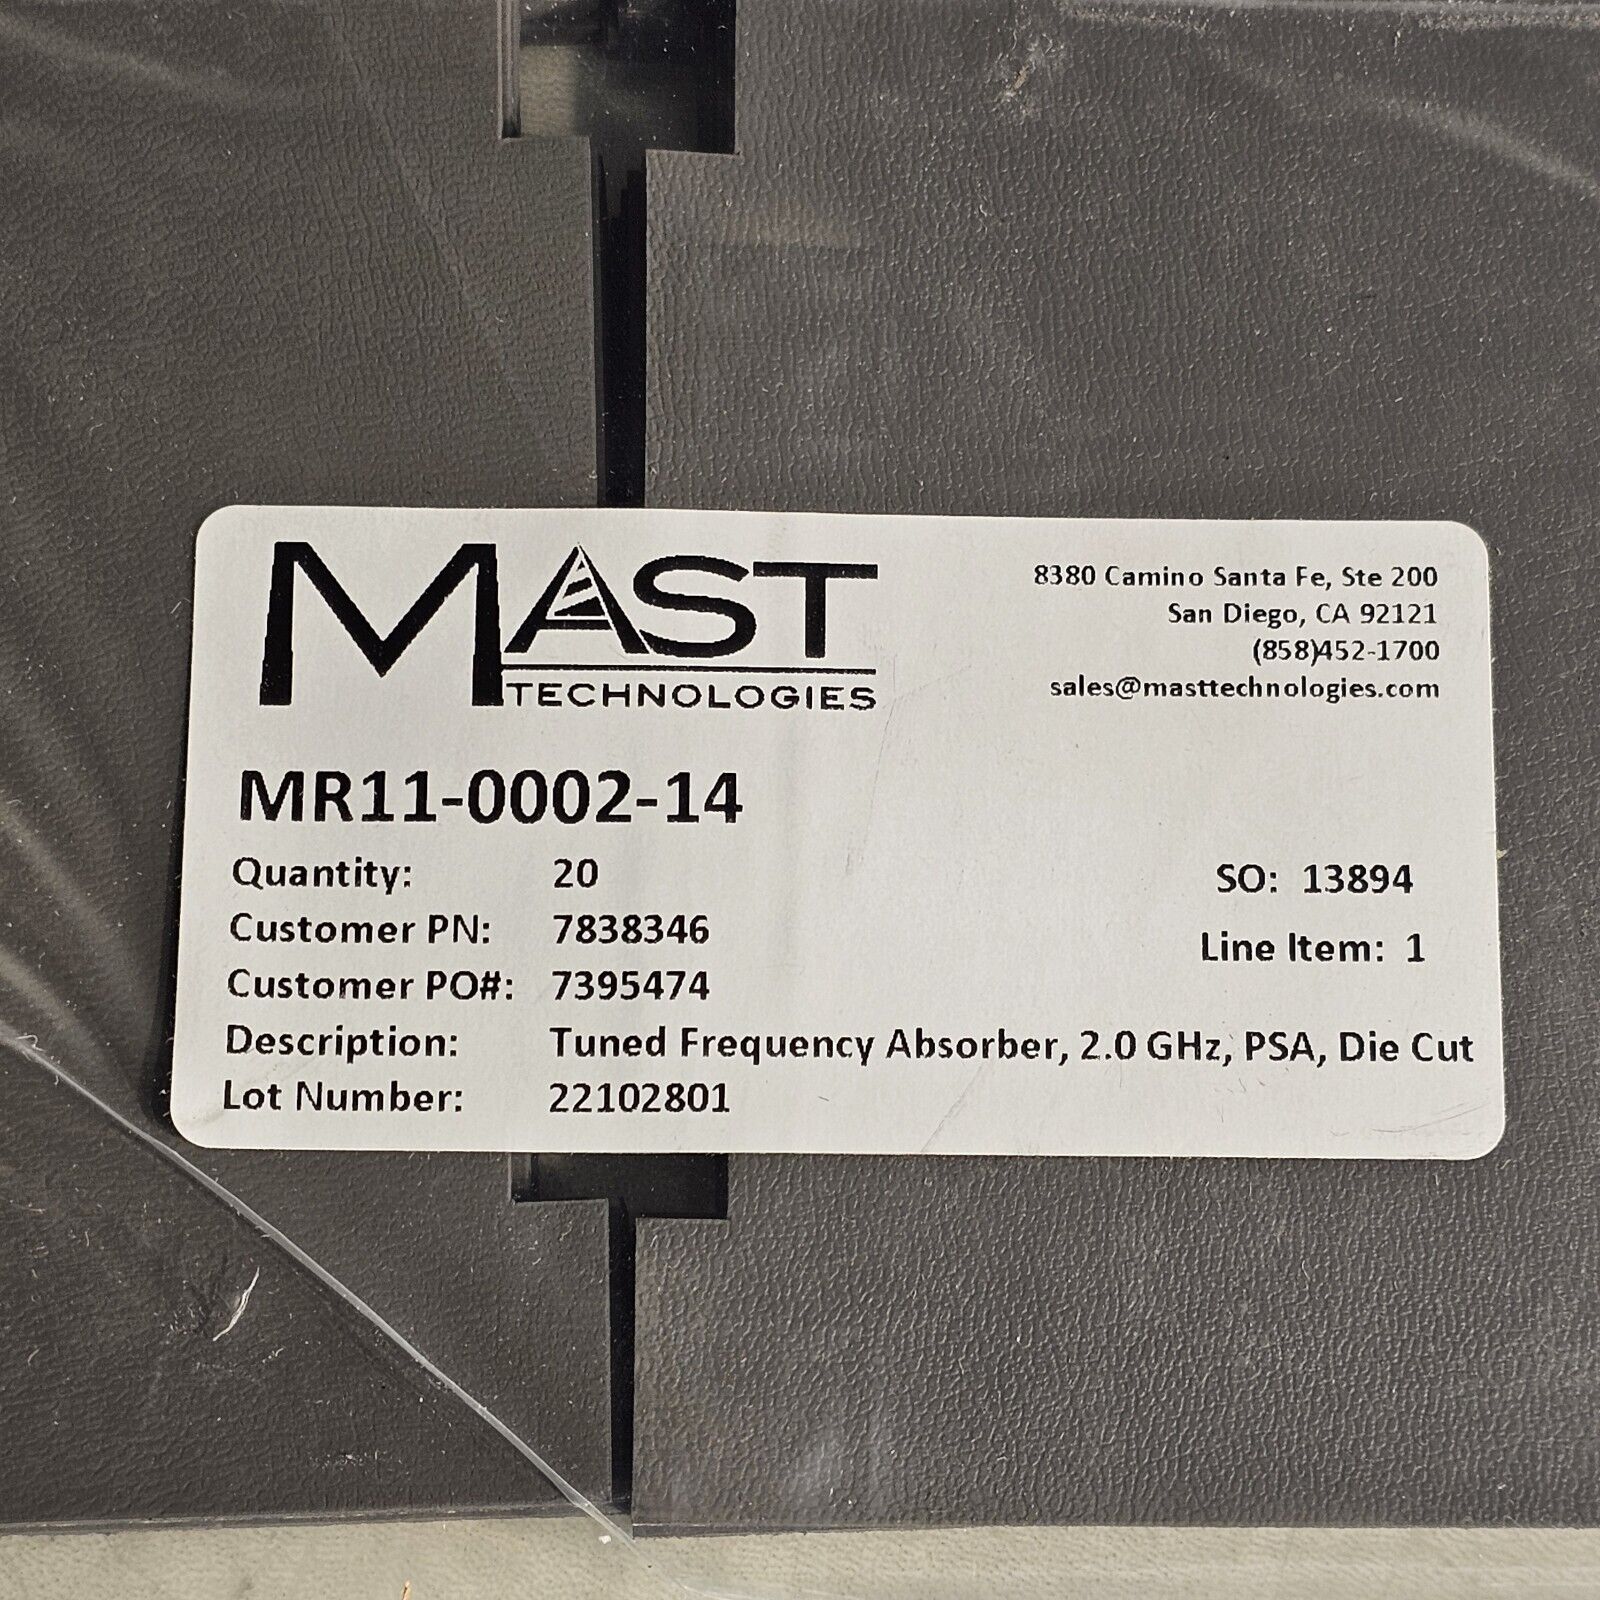 MAST
TECHNOLOGIES
8380 Camino Santa Fe, Ste 200
San Diego, CA 92121
(858)452-1700
sales@masttechnologies.com
MR11-0002-14
Quantity: 20
SO: 13894
Customer PN: 7838346
Line Item: 1
Customer PO#: 7395474
Description: Tuned Frequency Absorber, 2.0 GHz, PSA, Die Cut
Lot Number: 22102801